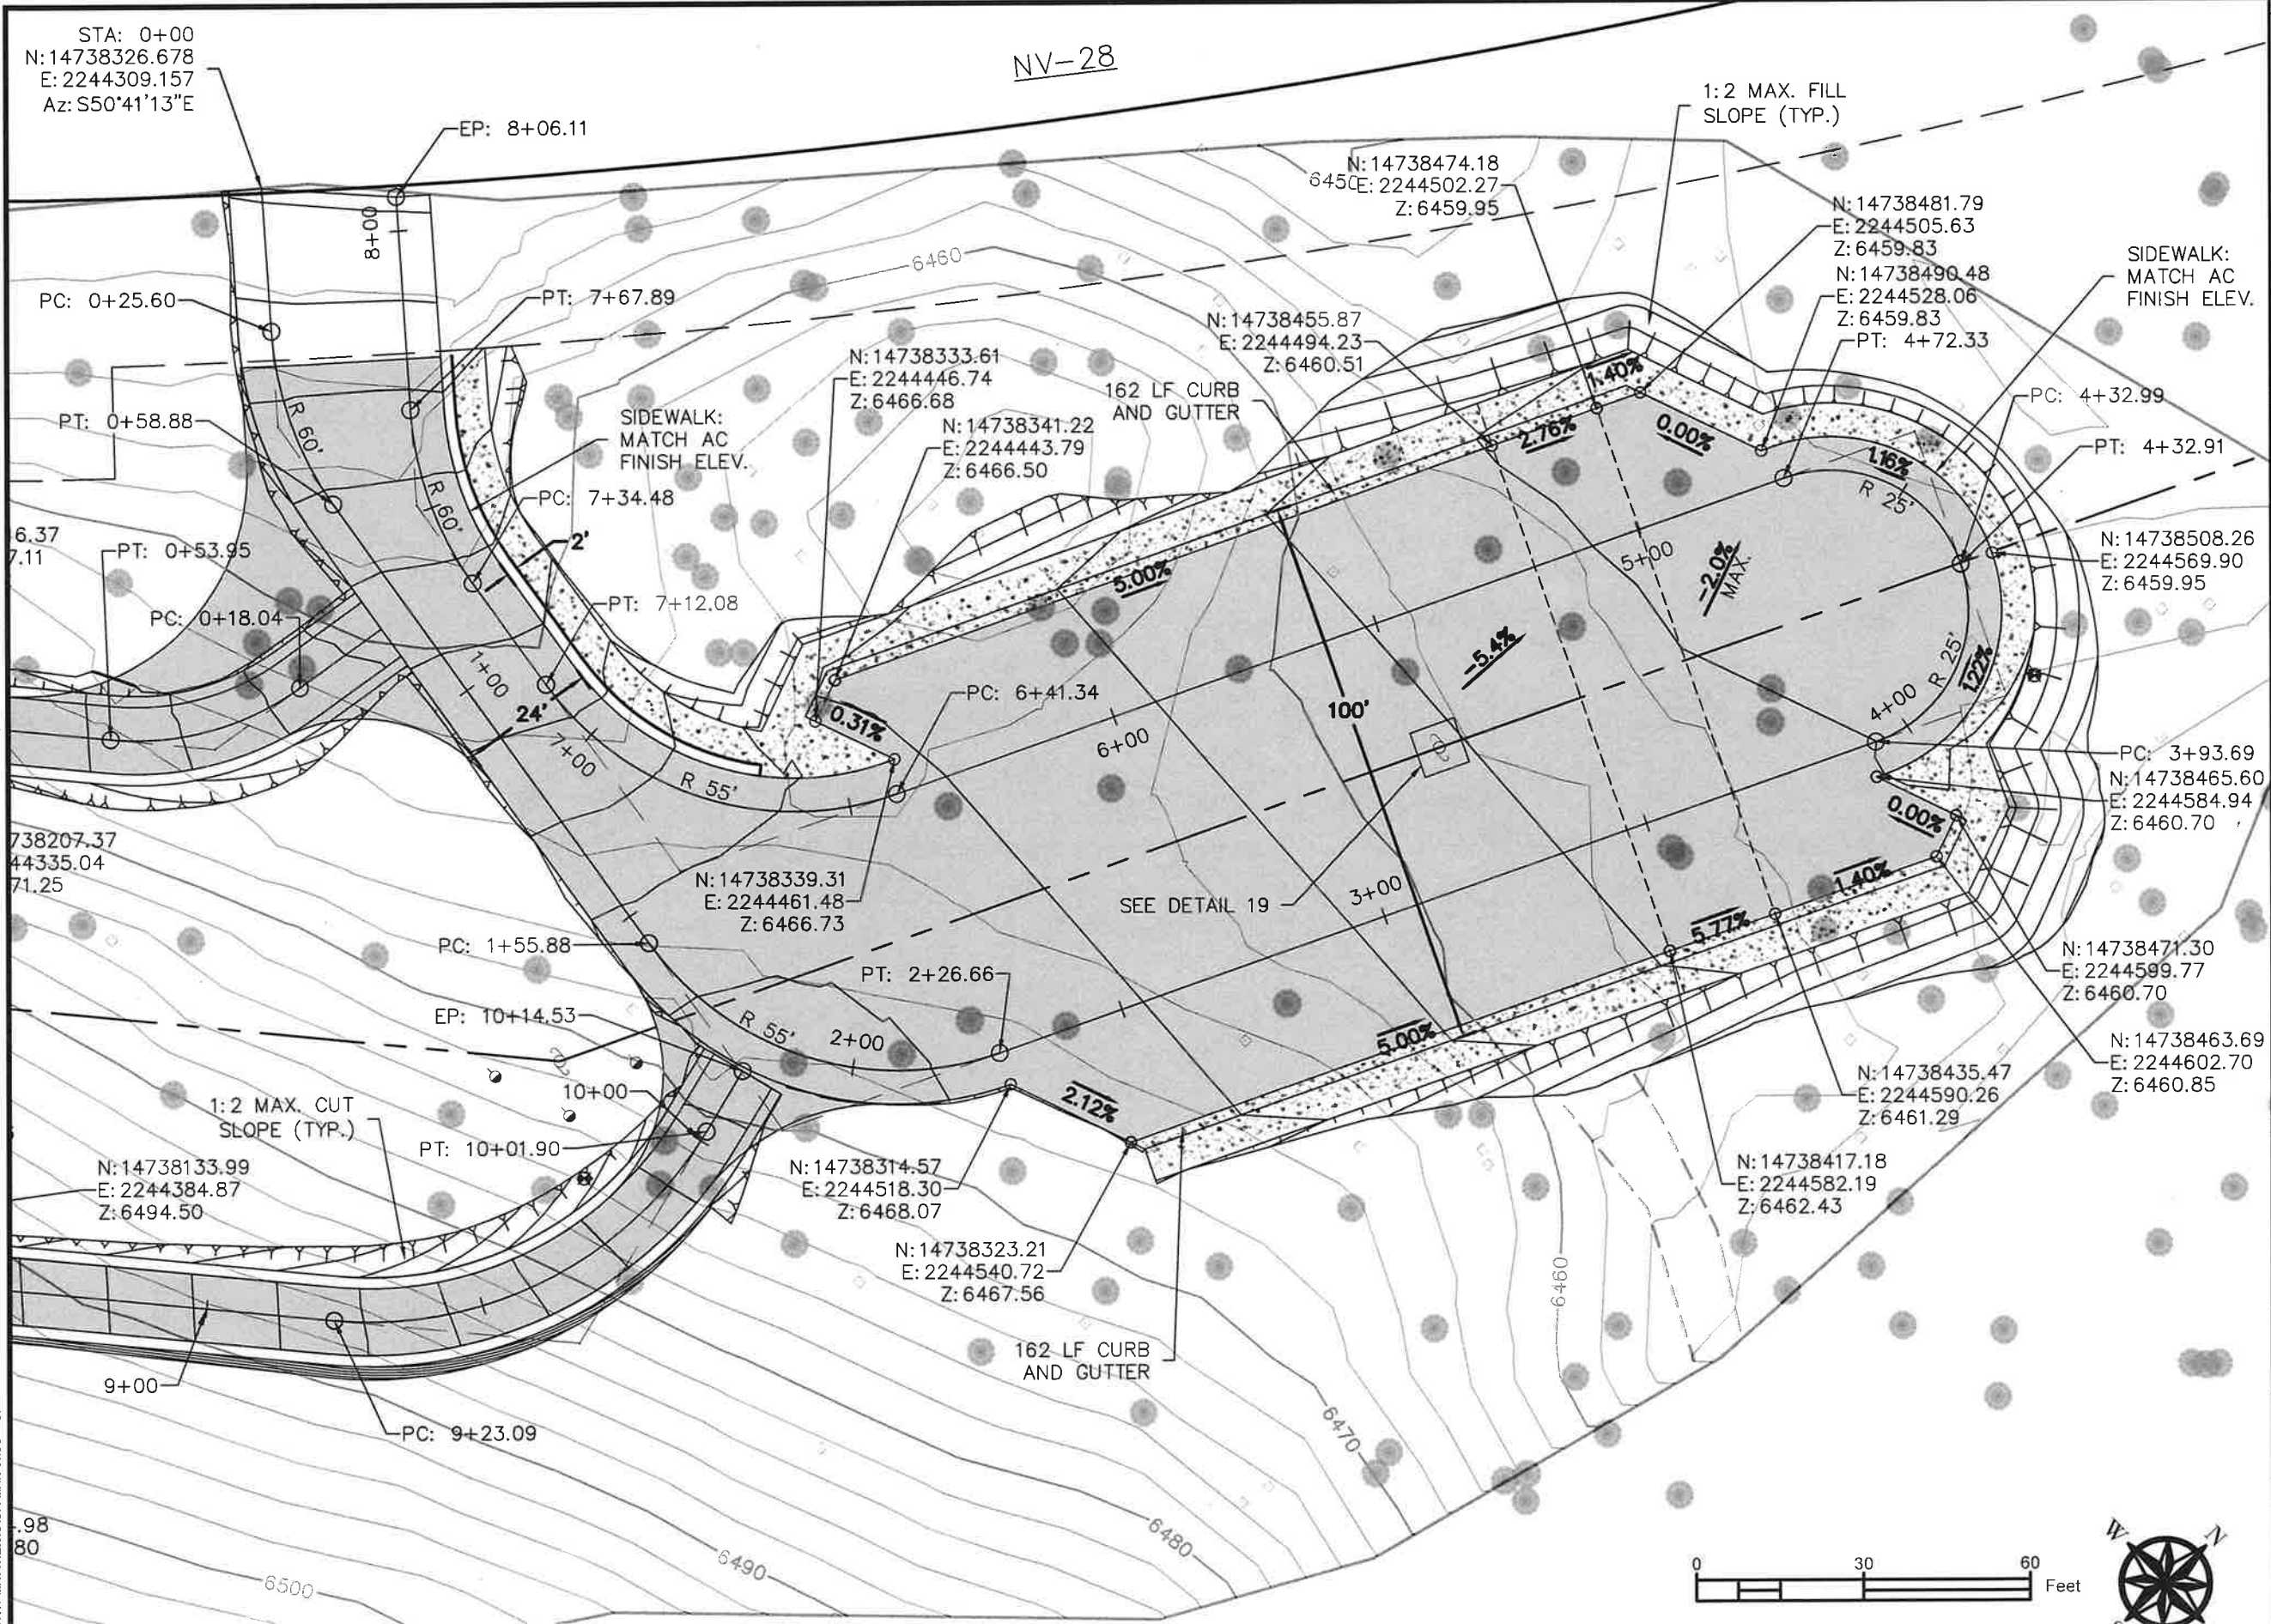 STA: 0+00
N:14738326.678
E: 2244309.157
Az: S50°41'13"E
NV-28
EP: 8+06.11
1:2 MAX. FILL
SLOPE (TYP.)
N:14738474.18
E: 2244502.27
Z: 6459.95
6450
N:14738481.79
E: 2244505.63
Z: 6459.83
N:14738490.48
E: 2244528.06
Z: 6459.83
PT: 4+72.33
SIDEWALK:
MATCH AC
FINISH ELEV.
8+00
6460
PC: 0+25.60
PT: 7+67.89
N:14738455.87
E: 2244494.23
Z: 6460.51
N:14738333.61
E: 2244446.74
Z: 6466.68
162 LF CURB
AND GUTTER
1.40%
PC: 4+32.99
PT: 0+58.88
R 60'
SIDEWALK:
MATCH AC
FINISH ELEV.
N:14738341.22
E: 2244443.79
Z: 6466.50
2.76%
0.00%
1.16%
PT: 4+32.91
R 60'
PC: 7+34.48
R 25'
6.37
7.11
PT: 0+53.95
2'
5.00%
5+00
-2.0%
MAX.
N:14738508.26
E: 2244569.90
Z: 6459.95
PC: 0+18.04
PT: 7+12.08
-5.4%
R 25'
1.22%
1+00
24'
7+00
PC: 6+41.34
0.31%
100'
4+00
6+00
R 55'
PC: 3+93.69
N:14738465.60
E: 2244584.94
Z: 6460.70
0.00%
738207.37
44335.04
71.25
N:14738339.31
E: 2244461.48
Z: 6466.73
SEE DETAIL 19
3+00
1.40%
PC: 1+55.88
PT: 2+26.66
5.77%
N:14738471.30
E: 2244599.77
Z: 6460.70
EP: 10+14.53
R 55'
2+00
5.00%
N:14738463.69
E: 2244602.70
Z: 6460.85
10+00
2.12%
N:14738435.47
E: 2244590.26
Z: 6461.29
1:2 MAX. CUT
SLOPE (TYP.)
PT: 10+01.90
N:14738133.99
E: 2244384.87
Z: 6494.50
N:14738314.57
E: 2244518.30
Z: 6468.07
N:14738417.18
E: 2244582.19
Z: 6462.43
N:14738323.21
E: 2244540.72
Z: 6467.56
6460
162 LF CURB
AND GUTTER
9+00
PC: 9+23.09
6470
6480
6490
6500
.98
80
0 30 60
Feet
W N